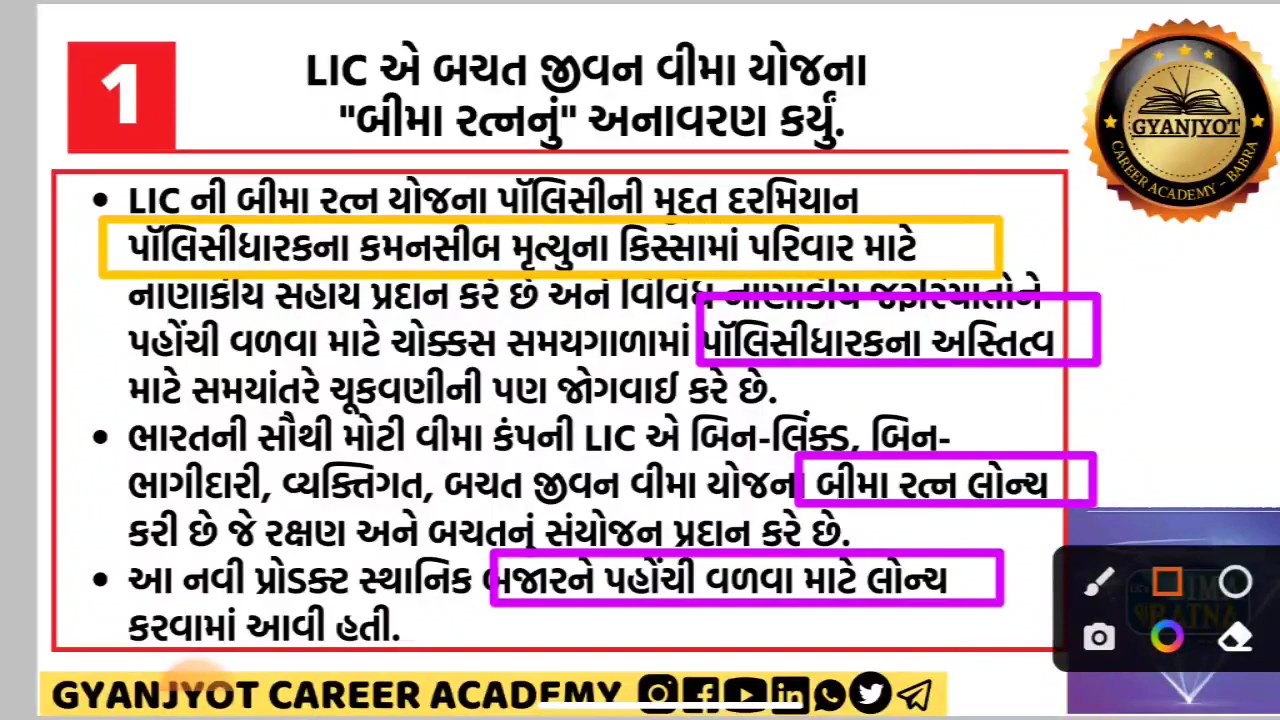 1
LIC એ બચત જીવન વીમા યોજના
"બીમા રત્નનું" અનાવરણ કર્યું.
GYANJYOT
CAREER ACADEMY - BABRA
• LIC ની બીમા રત્ન યોજના પૉલિસીની મુદત દરમિયાન
પૉલિસીધારકના કમનસીબ મૃત્યુના કિસ્સામાં પરિવાર માટે
નાણાકીય સહાય પ્રદાન કરે છે અને વિવિધ નાણાકીય જરૂરિયાતોને
પહોંચી વળવા માટે ચોક્કસ સમયગાળામાં પૉલિસીધારકના અસ્તિત્વ
માટે સમયાંતરે ચૂકવણીની પણ જોગવાઈ કરે છે.
• ભારતની સૌથી મોટી વીમા કંપની LIC એ બિન-લિંક્ડ, બિન-
ભાગીદારી, વ્યક્તિગત, બચત જીવન વીમા યોજના બીમા રત્ન લોન્ચ
કરી છે જે રક્ષણ અને બચતનું સંયોજન પ્રદાન કરે છે.
• આ નવી પ્રોડક્ટ સ્થાનિક બજારને પહોંચી વળવા માટે લોન્ચ
કરવામાં આવી હતી.
GYANJYOT CAREER ACADEMY